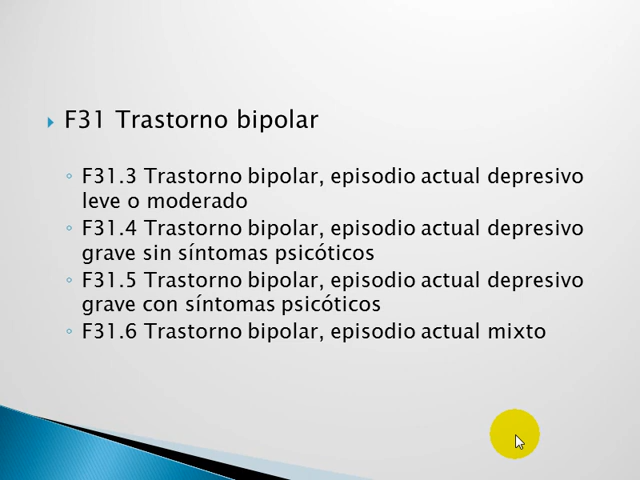 F31 Trastorno bipolar
F31.3 Trastorno bipolar, episodio actual depresivo
leve o moderado
F31.4 Trastorno bipolar, episodio actual depresivo
grave sin síntomas psicóticos
F31.5 Trastorno bipolar, episodio actual depresivo
grave con síntomas psicóticos
F31.6 Trastorno bipolar, episodio actual mixto